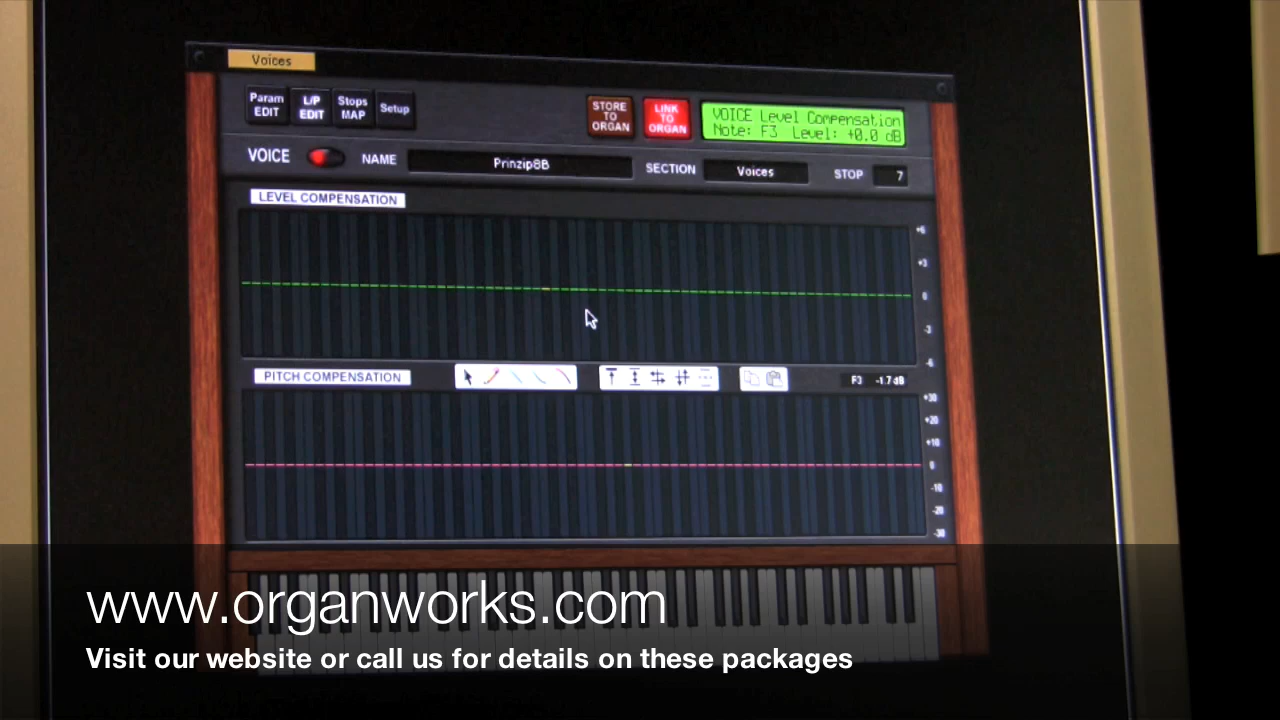 Voices
Param EDIT
L/P EDIT
Stops MAP
Setup
STORE TO ORGAN
LINK TO ORGAN
VOICE Level Compensation
Note: F3 Level: +0.0 dB
VOICE NAME Prinzip8B SECTION Voices STOP 7
LEVEL COMPENSATION
+6
+3
0
-3
-6
PITCH COMPENSATION F3 -1.7 dB
+30
+20
+10
0
-10
-20
-30
www.organworks.com
Visit our website or call us for details on these packages